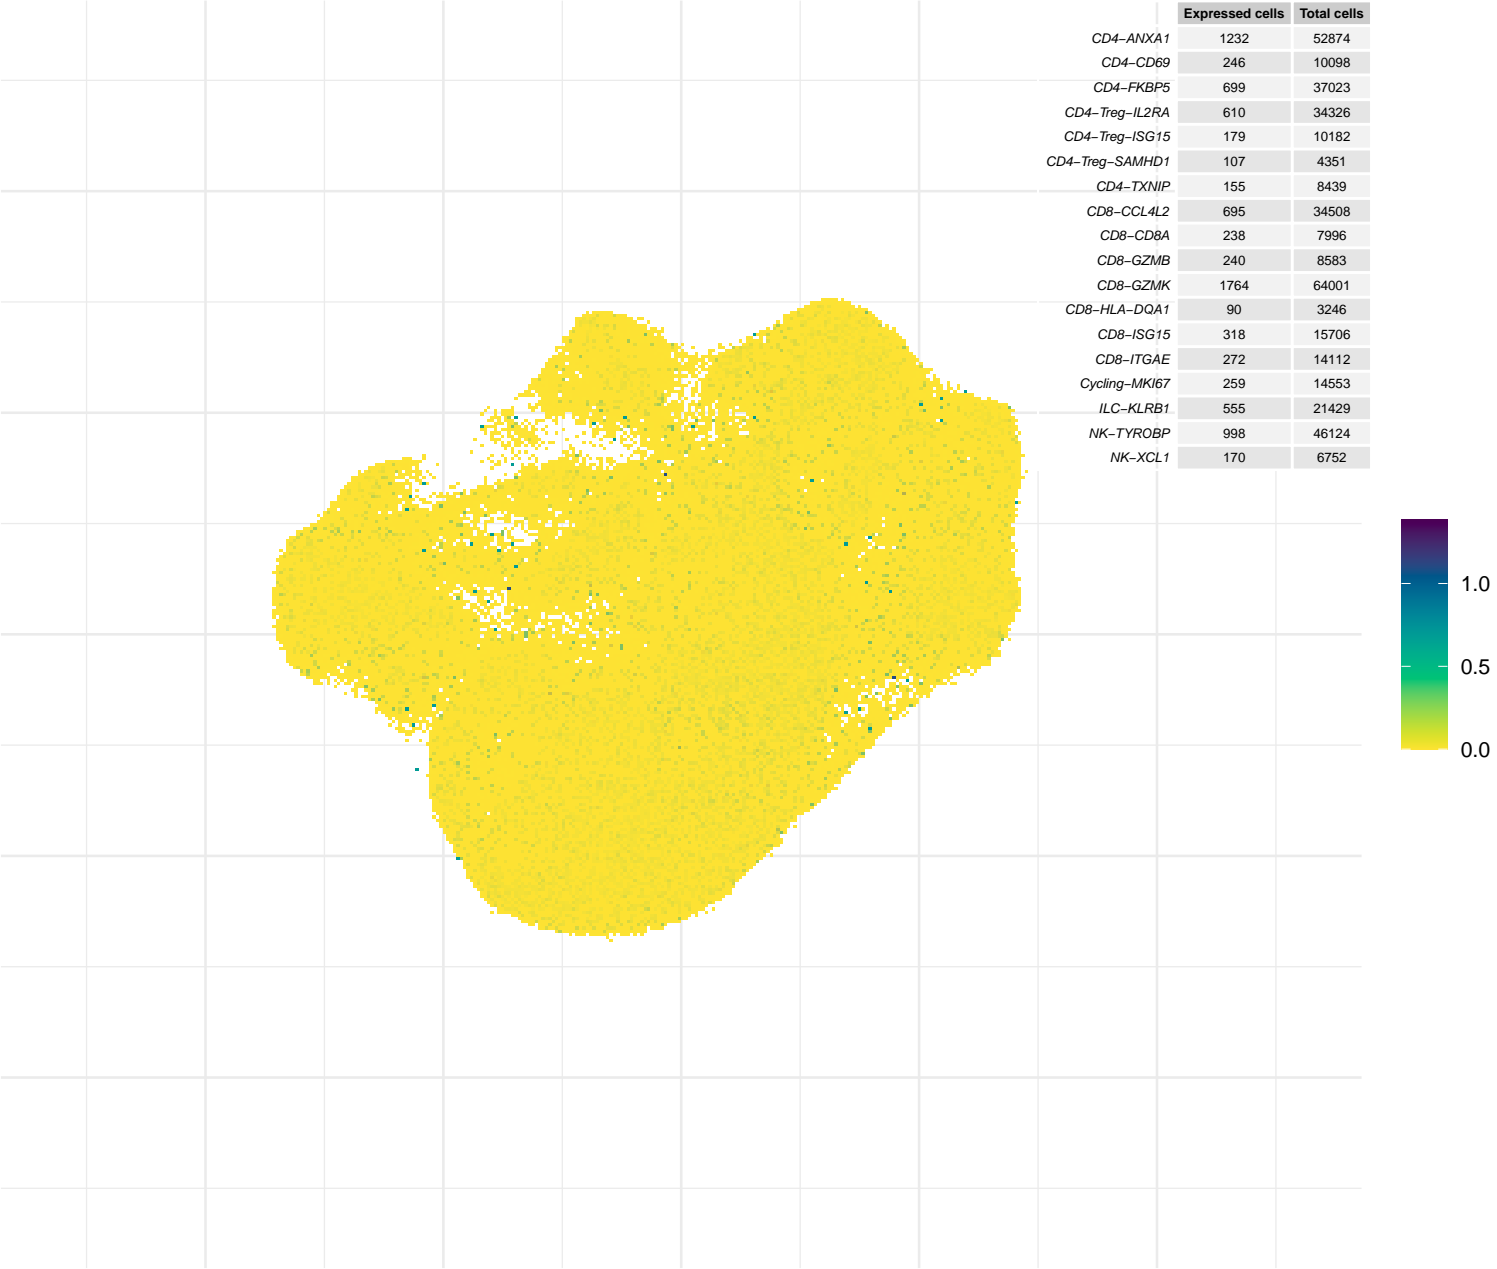 Expressed cells Total cells
CD4−ANXA1 1232 52874
CD4−CD69 246 10098
CD4−FKBP5 699 37023
CD4−Treg−IL2RA 610 34326
CD4−Treg−ISG15 179 10182
CD4−Treg−SAMHD1 107 4351
CD4−TXNIP 155 8439
CD8−CCL4L2 695 34508
CD8−CD8A 238 7996
CD8−GZMB 240 8583
CD8−GZMK 1764 64001
CD8−HLA−DQA1 90 3246
CD8−ISG15 318 15706
CD8−ITGAE 272 14112
Cycling−MKI67 259 14553
ILC−KLRB1 555 21429
NK−TYROBP 998 46124
NK−XCL1 170 6752
1.0
0.5
0.0